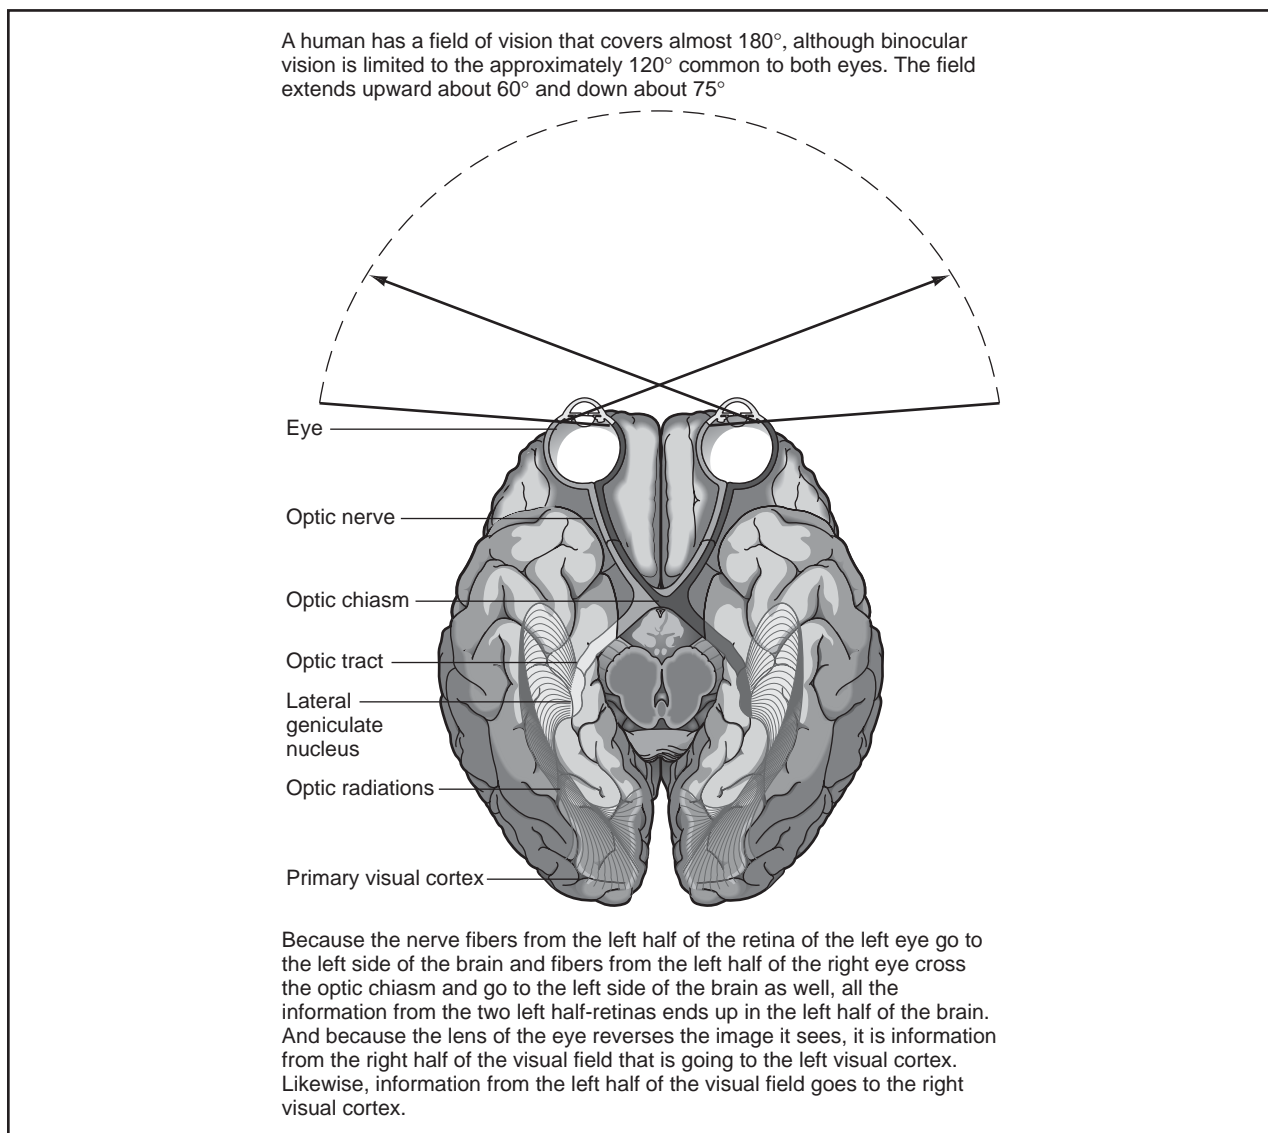 A human has a field of vision that covers almost 180°, although binocular
vision is limited to the approximately 120° common to both eyes. The field
extends upward about 60° and down about 75°
Eye
Optic nerve
Optic chiasm
Optic tract
Lateral
geniculate
nucleus
Optic radiations
Primary visual cortex
Because the nerve fibers from the left half of the retina of the left eye go to
the left side of the brain and fibers from the left half of the right eye cross
the optic chiasm and go to the left side of the brain as well, all the
information from the two left half-retinas ends up in the left half of the brain.
And because the lens of the eye reverses the image it sees, it is information
from the right half of the visual field that is going to the left visual cortex.
Likewise, information from the left half of the visual field goes to the right
visual cortex.